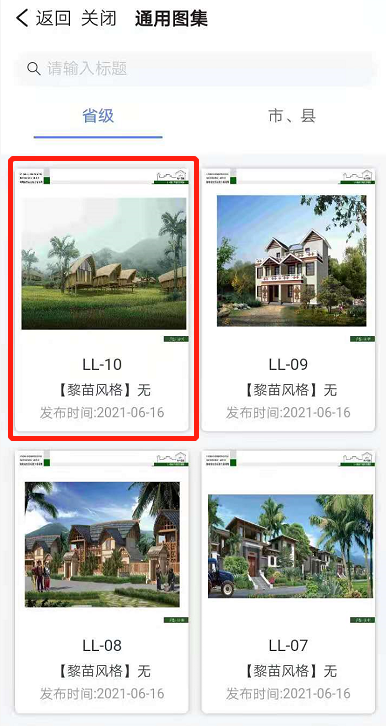 返回 关闭 通用图集
请输入标题
省级 市、县
LL-10
【黎苗风格】无
发布时间:2021-06-16
LL-09
【黎苗风格】无
发布时间:2021-06-16
LL-08
【黎苗风格】无
发布时间:2021-06-16
LL-07
【黎苗风格】无
发布时间:2021-06-16